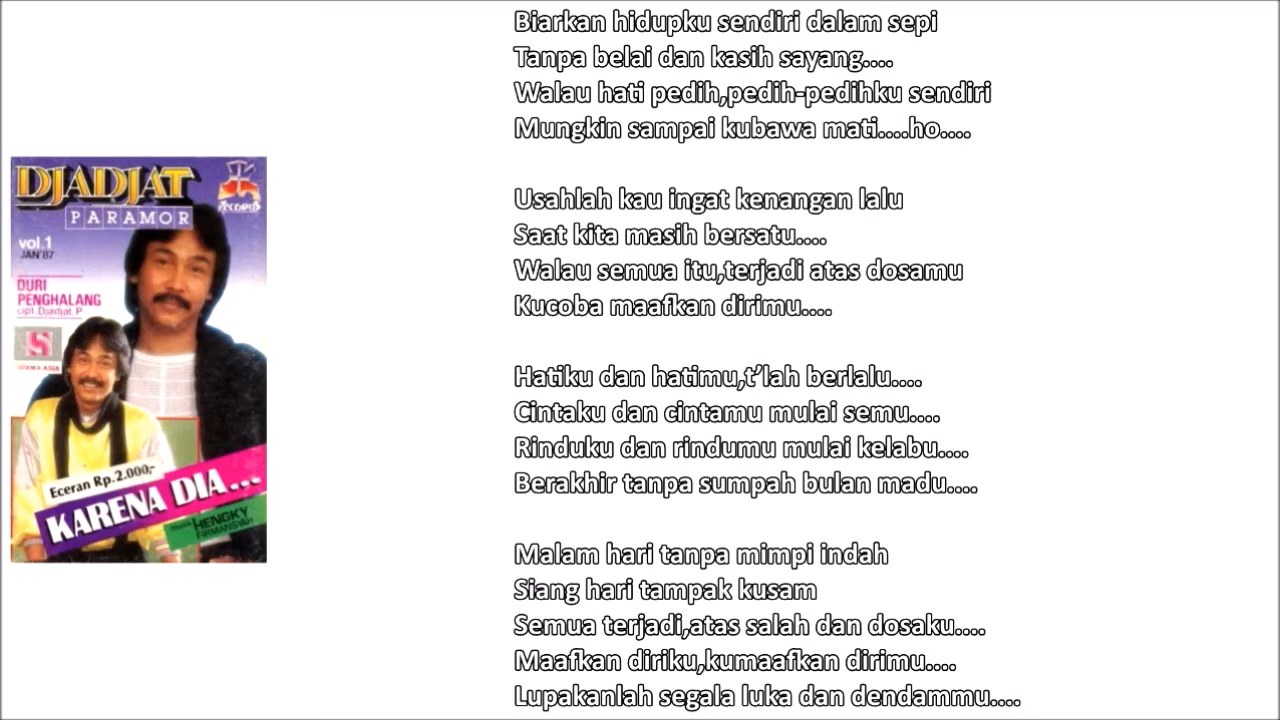 DJADJAT
PARAMOR
vol.1
JAN'87
DURI
PENGHALANG
cipt. Djadjat P
S
Eceran Rp.2.000,-
KARENA DIA...
HENGKY
FIRMANSYAH
Biarkan hidupku sendiri dalam sepi
Tanpa belai dan kasih sayang....
Walau hati pedih,pedih-pedihku sendiri
Mungkin sampai kubawa mati....ho....
Usahlah kau ingat kenangan lalu
Saat kita masih bersatu....
Walau semua itu,terjadi atas dosamu
Kucoba maafkan dirimu....
Hatiku dan hatimu,t'lah berlalu....
Cintaku dan cintamu mulai semu....
Rinduku dan rindumu mulai kelabu....
Berakhir tanpa sumpah bulan madu....
Malam hari tanpa mimpi indah
Siang hari tampak kusam
Semua terjadi,atas salah dan dosaku....
Maafkan diriku,kumaafkan dirimu....
Lupakanlah segala luka dan dendammu....